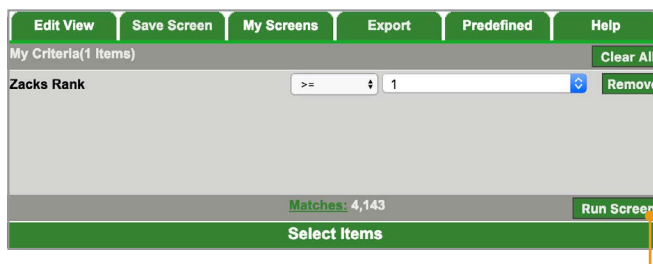 Edit View Save Screen My Screens Export Predefined Help
My Criteria(1 Items) Clear All
Zacks Rank >= 1 Remove
Matches: 4,143 Run Screen
Select Items